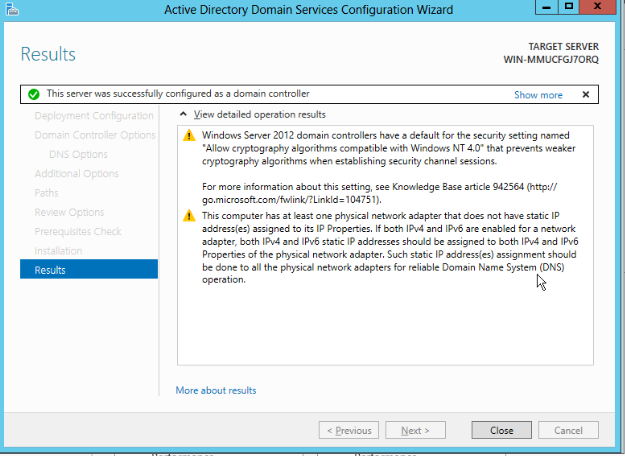 Active Directory Domain Services Configuration Wizard
Results
TARGET SERVER
WIN-MMUCFGJ7ORQ
This server was successfully configured as a domain controller
Show more
Deployment Configuration
Domain Controller Options
DNS Options
Additional Options
Paths
Review Options
Prerequisites Check
Installation
Results
View detailed operation results
Windows Server 2012 domain controllers have a default for the security setting named
"Allow cryptography algorithms compatible with Windows NT 4.0" that prevents weaker
cryptography algorithms when establishing security channel sessions.
For more information about this setting, see Knowledge Base article 942564 (http://
go.microsoft.com/fwlink/?LinkId=104751).
This computer has at least one physical network adapter that does not have static IP
address(es) assigned to its IP Properties. If both IPv4 and IPv6 are enabled for a network
adapter, both IPv4 and IPv6 static IP addresses should be assigned to both IPv4 and IPv6
Properties of the physical network adapter. Such static IP address(es) assignment should
be done to all the physical network adapters for reliable Domain Name System (DNS)
operation.
More about results
< Previous
Next >
Close
Cancel